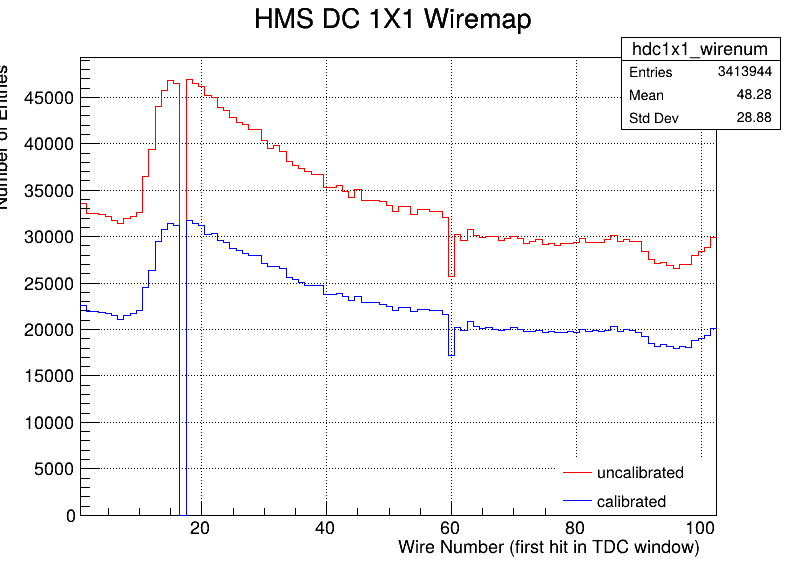 HMS DC 1X1 Wiremap
hdc1x1_wirenum
Entries 3413944
Mean 48.28
Std Dev 28.88
Number of Entries
45000
40000
35000
30000
25000
20000
15000
10000
5000
0
20 40 60 80 100
uncalibrated
calibrated
Wire Number (first hit in TDC window)